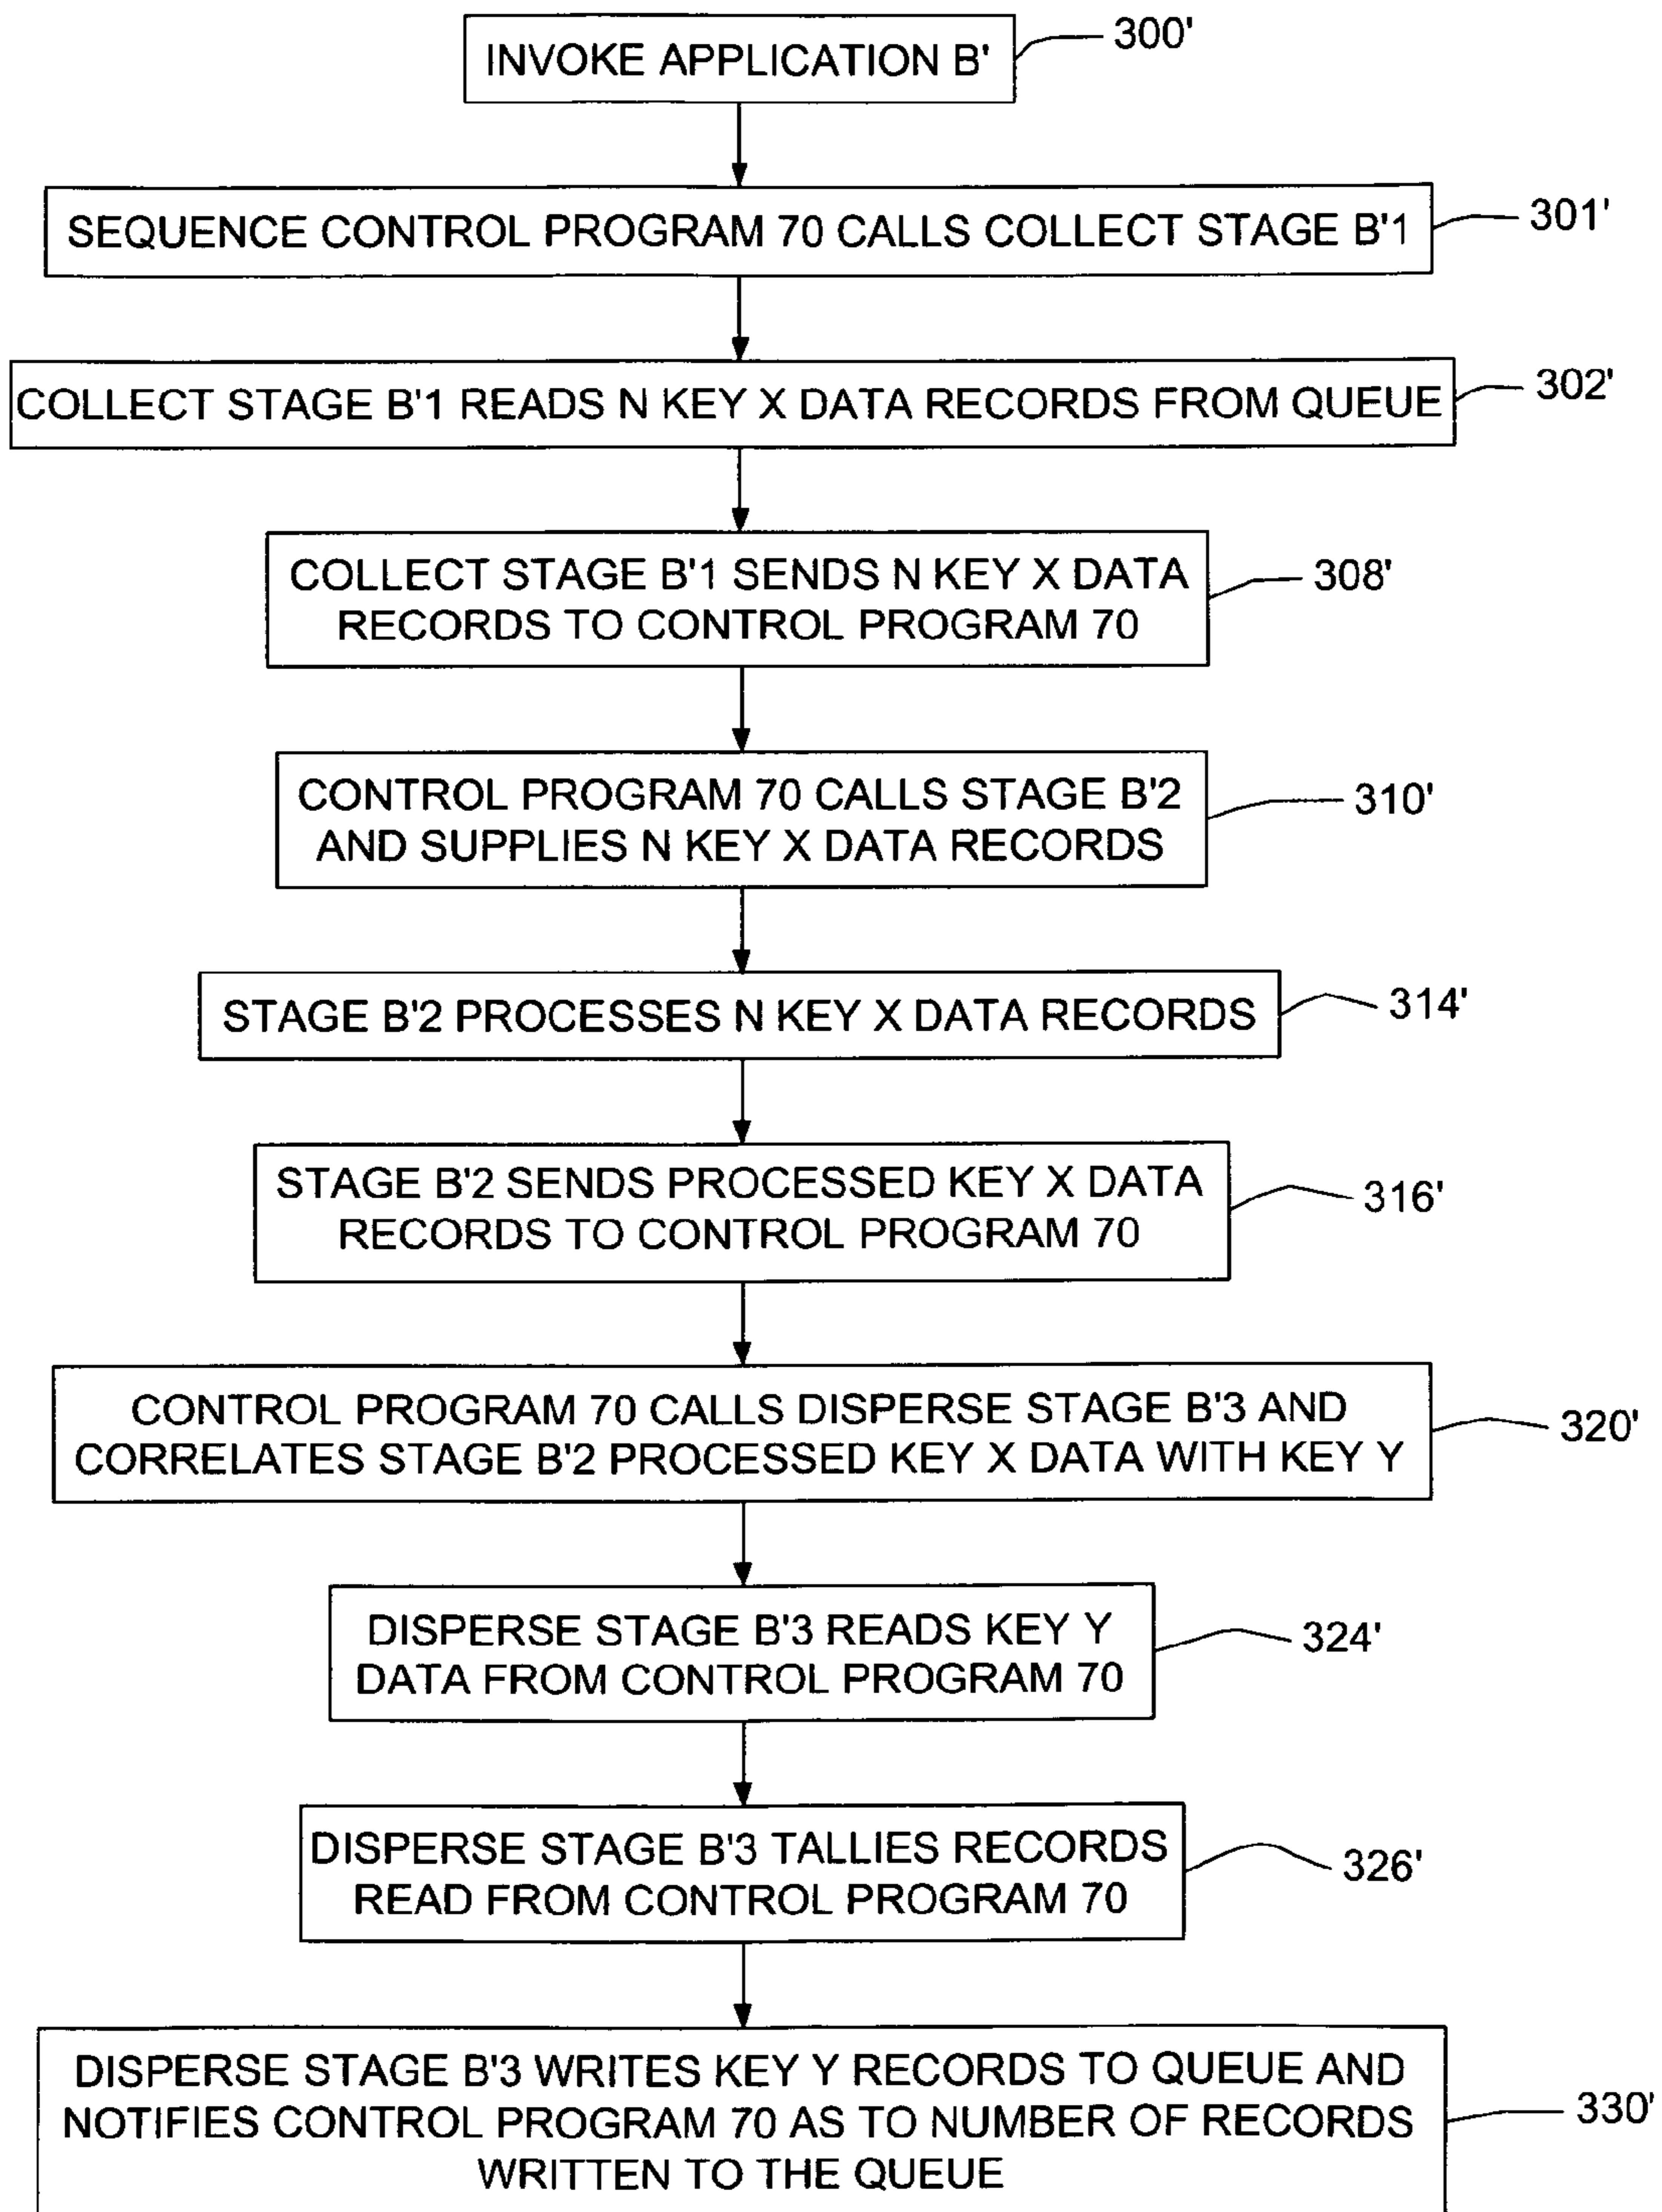 INVOKE APPLICATION B'
300'
SEQUENCE CONTROL PROGRAM 70 CALLS COLLECT STAGE B'1
301'
COLLECT STAGE B'1 READS N KEY X DATA RECORDS FROM QUEUE
302'
COLLECT STAGE B'1 SENDS N KEY X DATA
RECORDS TO CONTROL PROGRAM 70
308'
CONTROL PROGRAM 70 CALLS STAGE B'2
AND SUPPLIES N KEY X DATA RECORDS
310'
STAGE B'2 PROCESSES N KEY X DATA RECORDS
314'
STAGE B'2 SENDS PROCESSED KEY X DATA
RECORDS TO CONTROL PROGRAM 70
316'
CONTROL PROGRAM 70 CALLS DISPERSE STAGE B'3 AND
CORRELATES STAGE B'2 PROCESSED KEY X DATA WITH KEY Y
320'
DISPERSE STAGE B'3 READS KEY Y
DATA FROM CONTROL PROGRAM 70
324'
DISPERSE STAGE B'3 TALLIES RECORDS
READ FROM CONTROL PROGRAM 70
326'
DISPERSE STAGE B'3 WRITES KEY Y RECORDS TO QUEUE AND
NOTIFIES CONTROL PROGRAM 70 AS TO NUMBER OF RECORDS
WRITTEN TO THE QUEUE
330'